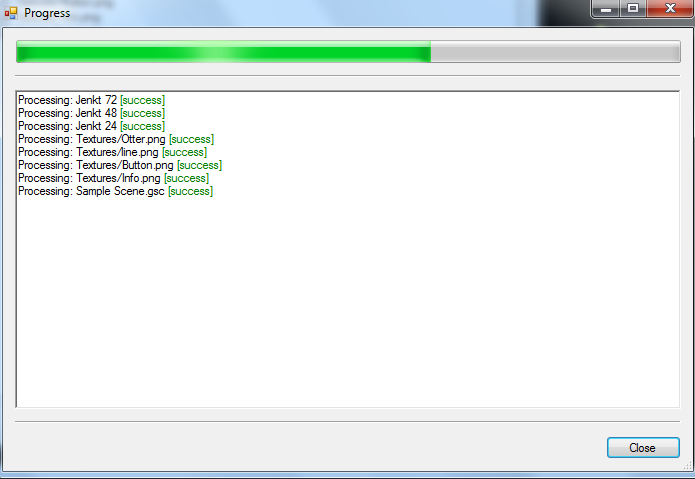 Progress
Processing: Jenkt 72 [success]
Processing: Jenkt 48 [success]
Processing: Jenkt 24 [success]
Processing: Textures/Otter.png [success]
Processing: Textures/line.png [success]
Processing: Textures/Button.png [success]
Processing: Textures/Info.png [success]
Processing: Sample Scene.gsc [success]
Close